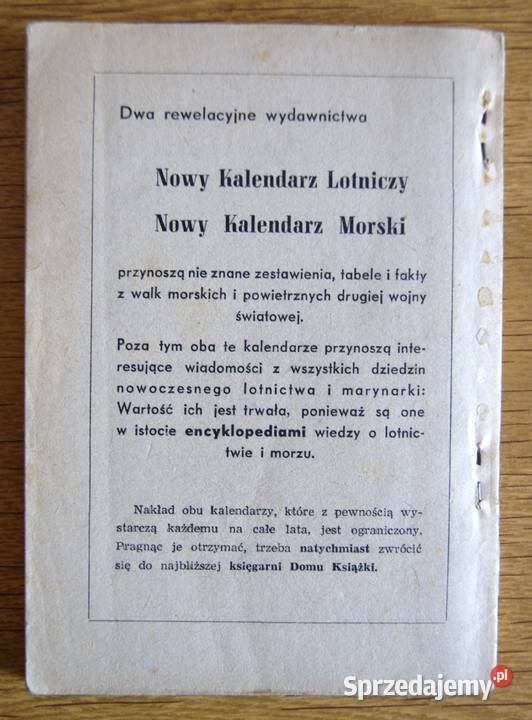 Dwa rewelacyjne wydawnictwa
Nowy Kalendarz Lotniczy
Nowy Kalendarz Morski
przynoszą nie znane zestawienia, tabele i fakty
z walk morskich i powietrznych drugiej wojny
światowej.
Poza tym oba te kalendarze przynoszą inte-
resujące wiadomości z wszystkich dziedzin
nowoczesnego lotnictwa i marynarki:
Wartość ich jest trwała, ponieważ są one
w istocie encyklopediami wiedzy o lotnic-
twie i morzu.
Nakład obu kalendarzy, które z pewnością wy-
starczą każdemu na całe lata, jest ograniczony.
Pragnąc je otrzymać, trzeba natychmiast zwrócić
się do najbliższej księgarni Domu Książki.
Sprzedajemy.pl